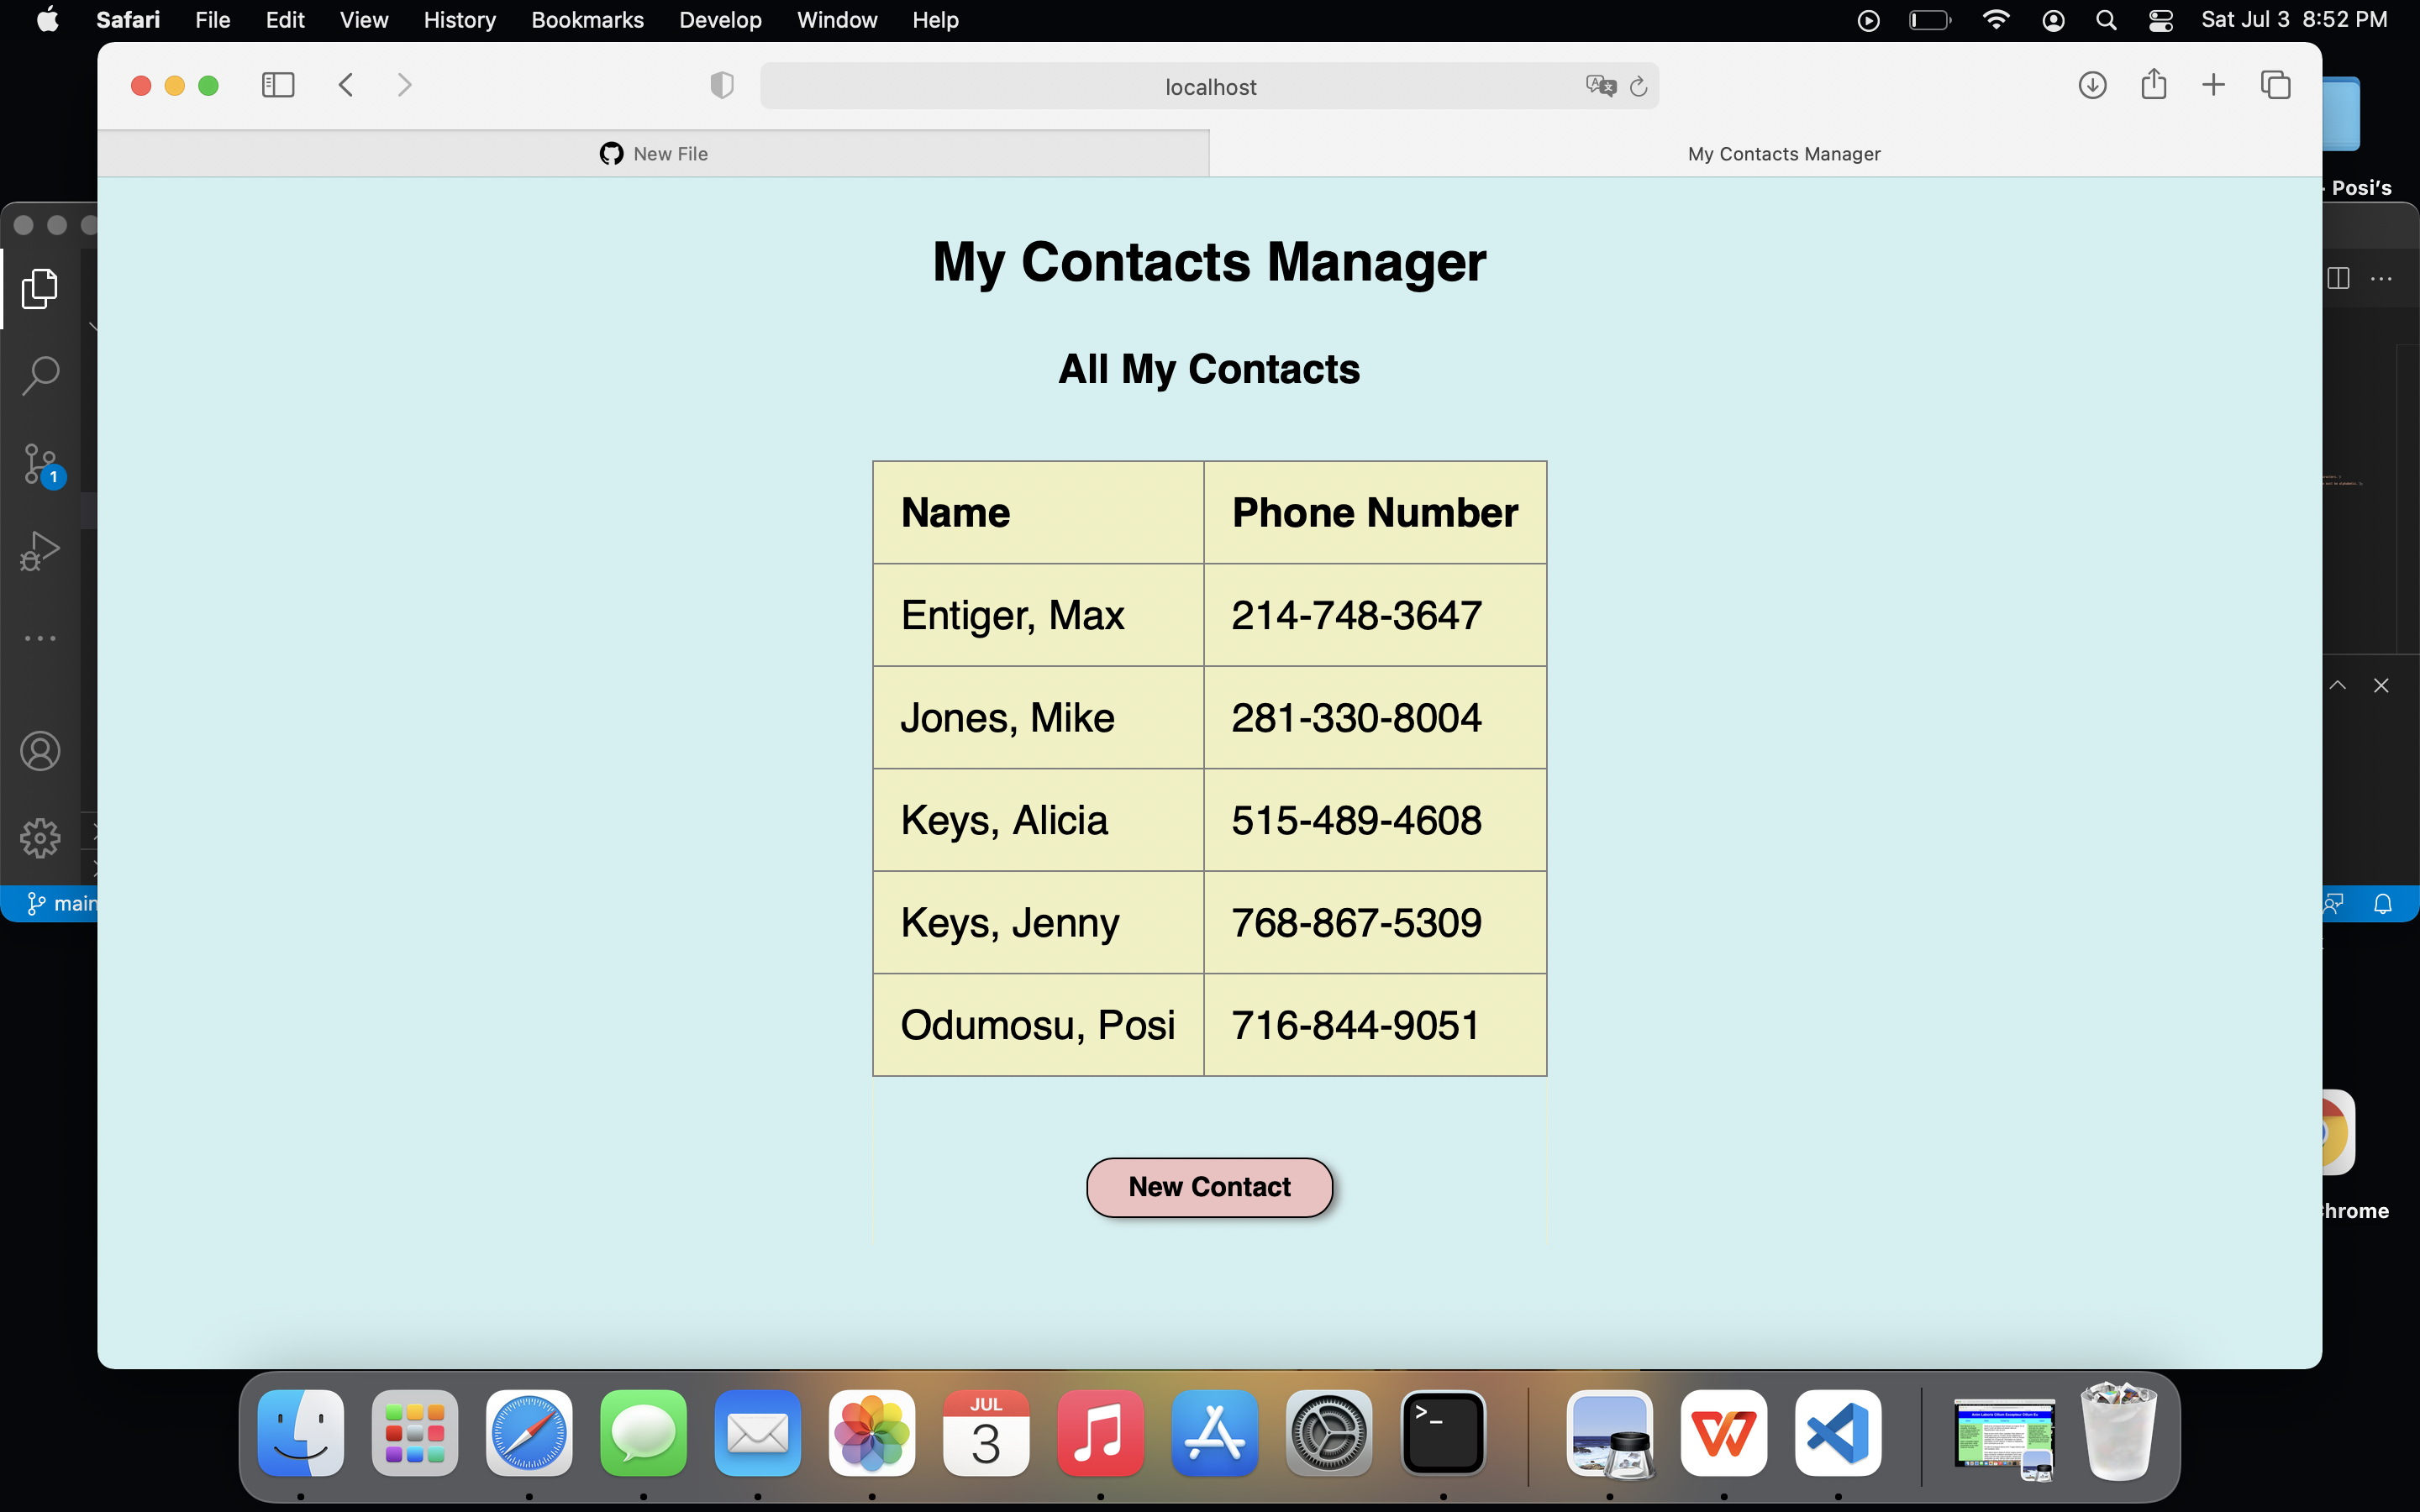 Safari File Edit View History Bookmarks Develop Window Help Sat Jul 3 8:52 PM
localhost
New File My Contacts Manager
Posi's
My Contacts Manager
All My Contacts
Name Phone Number
Entiger, Max 214-748-3647
Jones, Mike 281-330-8004
Keys, Alicia 515-489-4608
Keys, Jenny 768-867-5309
Odumosu, Posi 716-844-9051
New Contact
1
main
hrome
JUL
3
>_